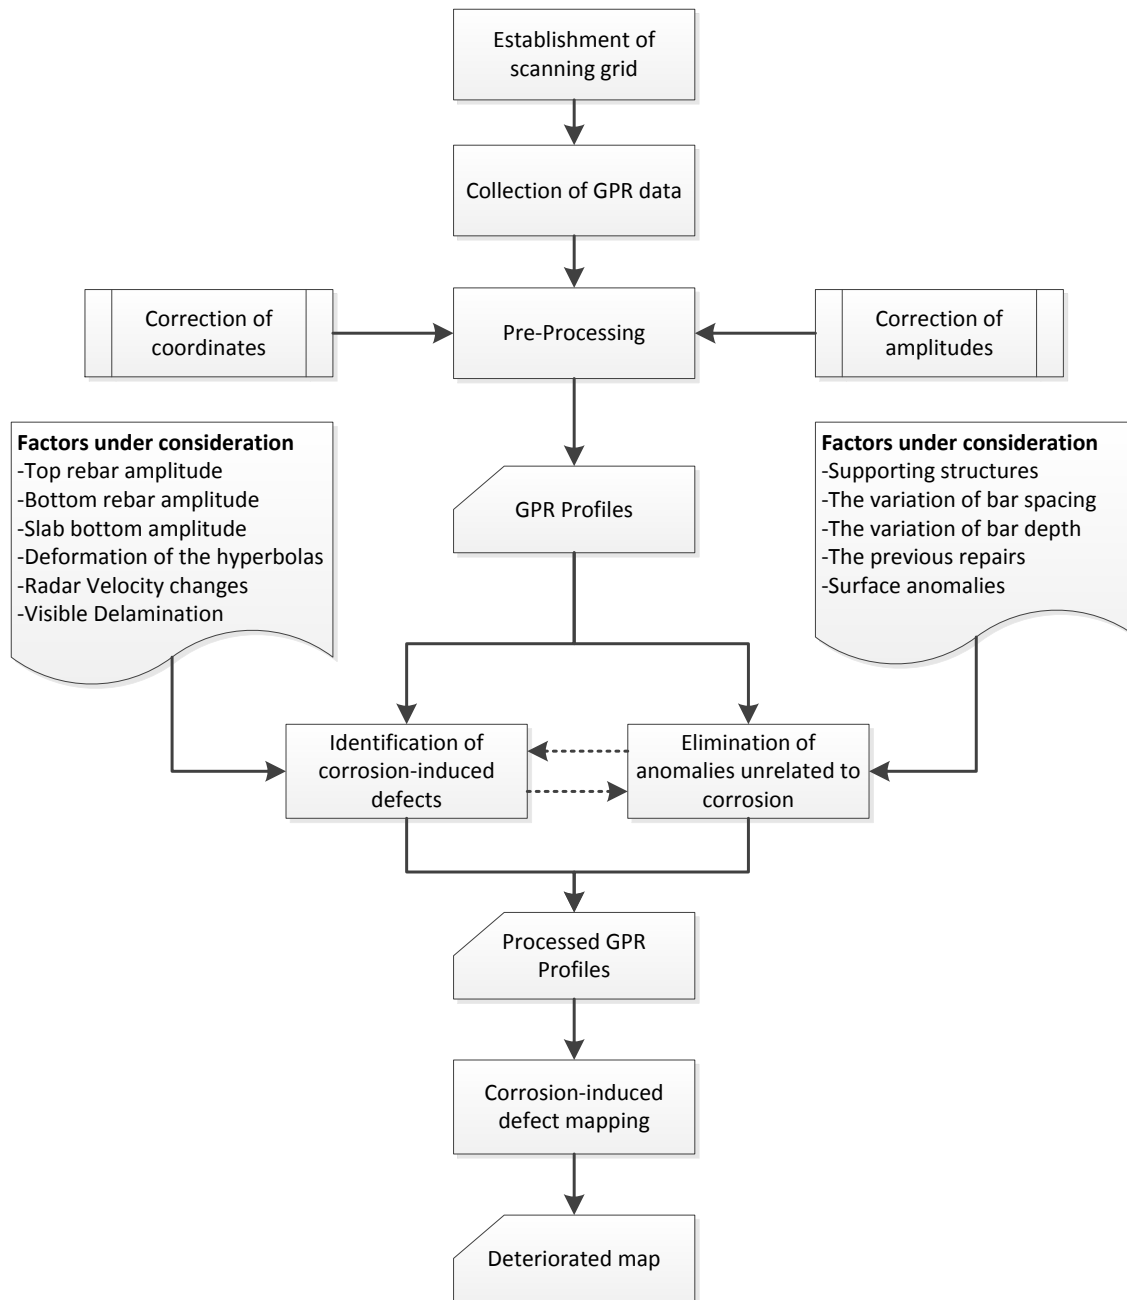 Establishment of
scanning grid
Collection of GPR data
Correction of
coordinates
Pre-Processing
Correction of
amplitudes
Factors under consideration
-Top rebar amplitude
-Bottom rebar amplitude
-Slab bottom amplitude
-Deformation of the hyperbolas
-Radar Velocity changes
-Visible Delamination
GPR Profiles
Factors under consideration
-Supporting structures
-The variation of bar spacing
-The variation of bar depth
-The previous repairs
-Surface anomalies
Identification of
corrosion-induced
defects
Elimination of
anomalies unrelated to
corrosion
Processed GPR
Profiles
Corrosion-induced
defect mapping
Deteriorated map